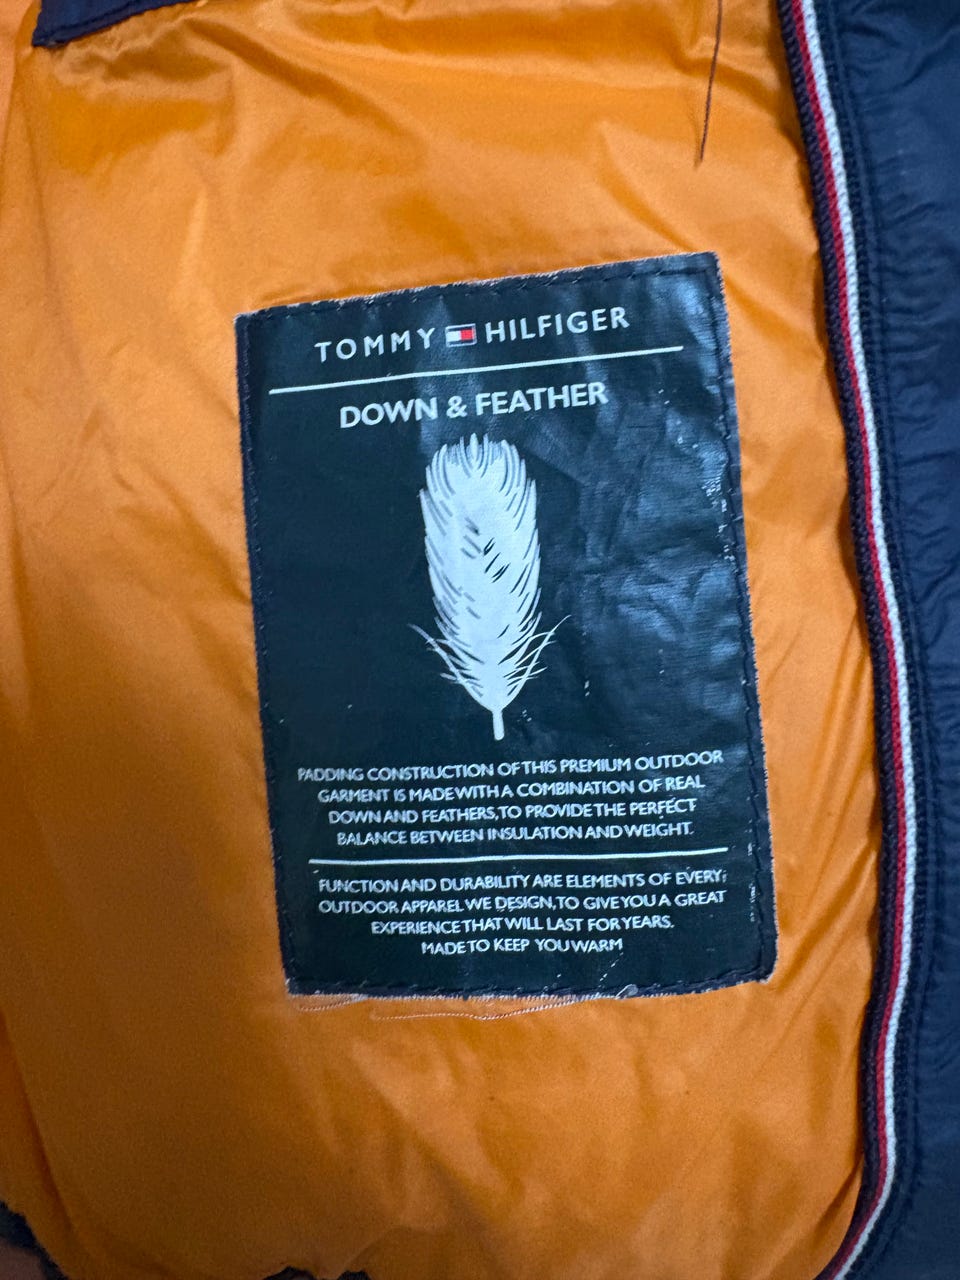 TOMMY HILFIGER
DOWN & FEATHER
PADDING CONSTRUCTION OF THIS PREMIUM OUTDOOR
GARMENT IS MADE WITH A COMBINATION OF REAL
DOWN AND FEATHERS, TO PROVIDE THE PERFECT
BALANCE BETWEEN INSULATION AND WEIGHT.
FUNCTION AND DURABILITY ARE ELEMENTS OF EVERY
OUTDOOR APPAREL WE DESIGN, TO GIVE YOU A GREAT
EXPERIENCE THAT WILL LAST FOR YEARS.
MADE TO KEEP YOU WARM